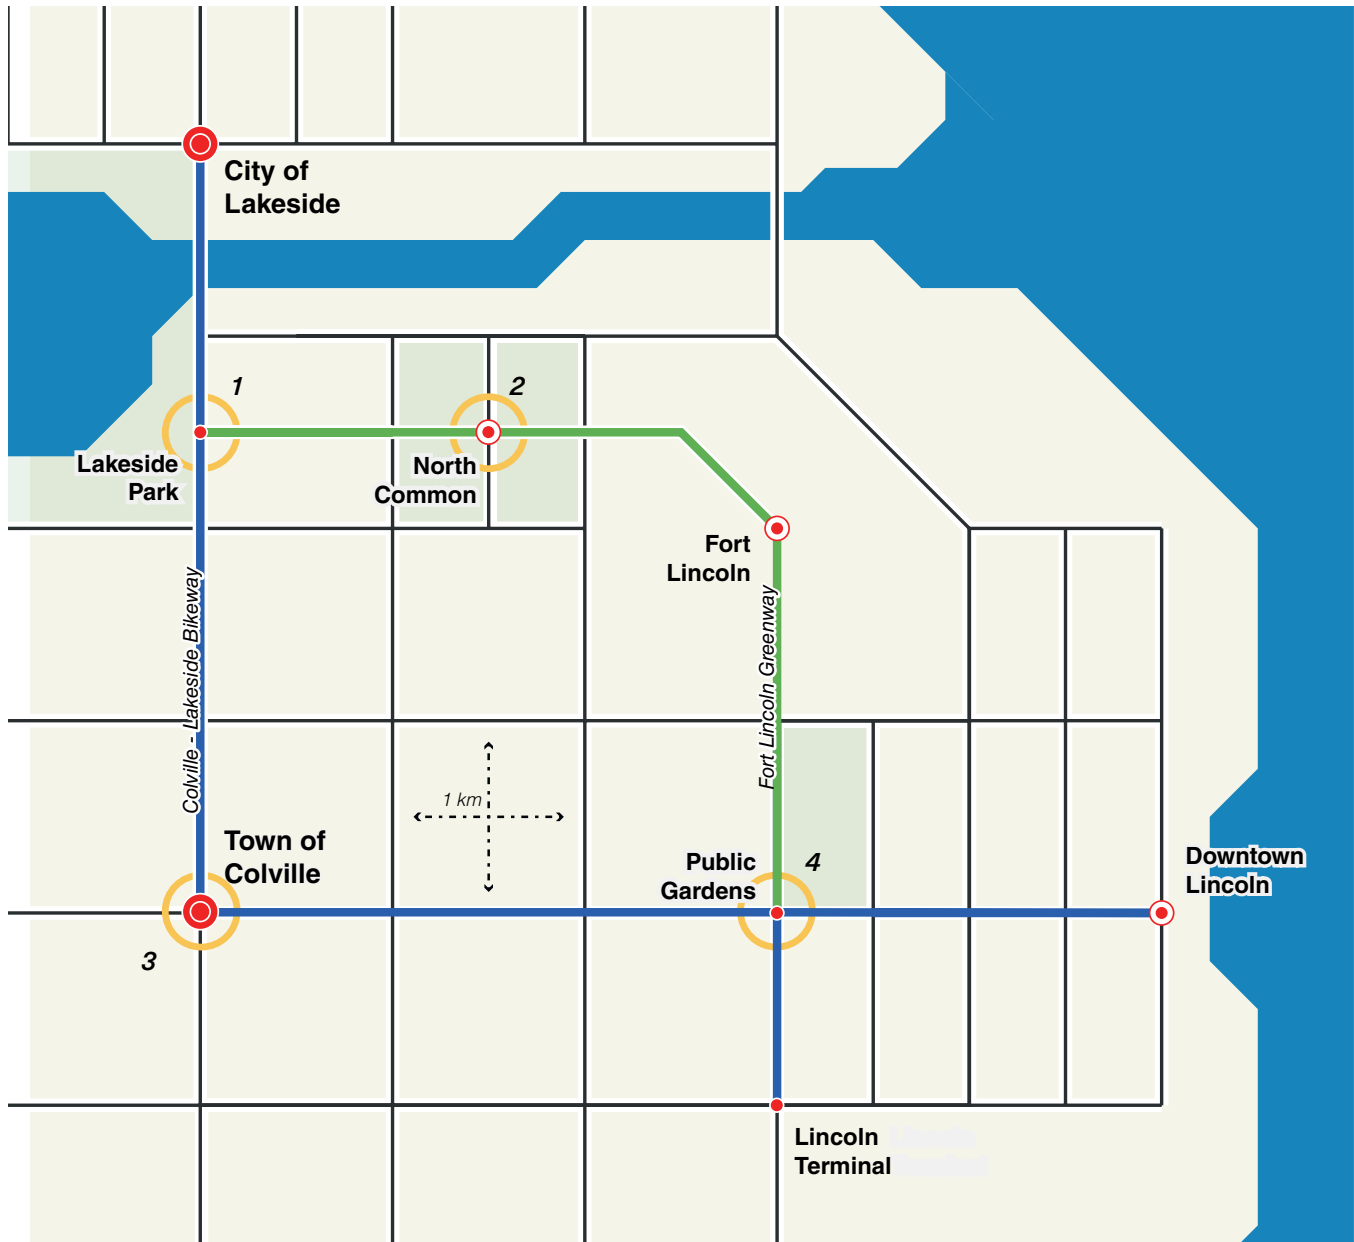 City of
Lakeside
1
2
Lakeside
Park
North
Common
Fort
Lincoln
Colville - Lakeside Bikeway
Fort Lincoln Greenway
1 km
Town of
Colville
3
Public
Gardens
4
Downtown
Lincoln
Lincoln
Terminal